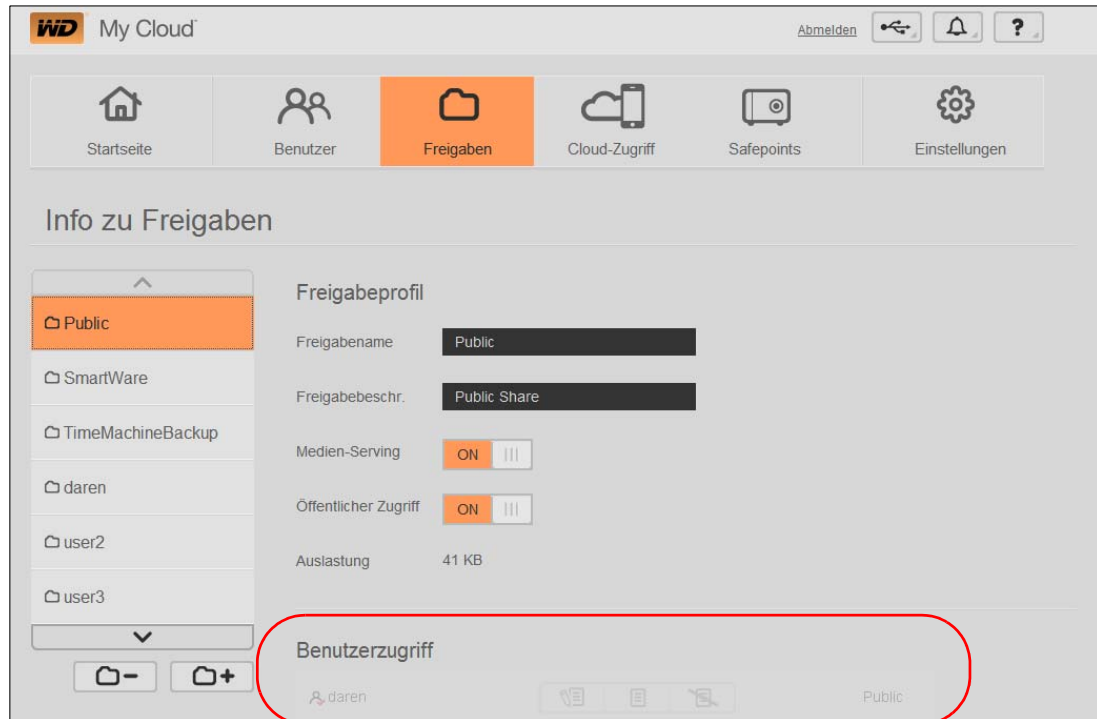 WD My Cloud
Abmelden
?
Startseite
Benutzer
Freigaben
Cloud-Zugriff
Safepoints
Einstellungen
Info zu Freigaben
Public
SmartWare
TimeMachineBackup
daren
user2
user3
Freigabeprofil
Freigabename Public
Freigabebeschr. Public Share
Medien-Serving ON
Öffentlicher Zugriff ON
Auslastung 41 KB
Benutzerzugriff
daren Public